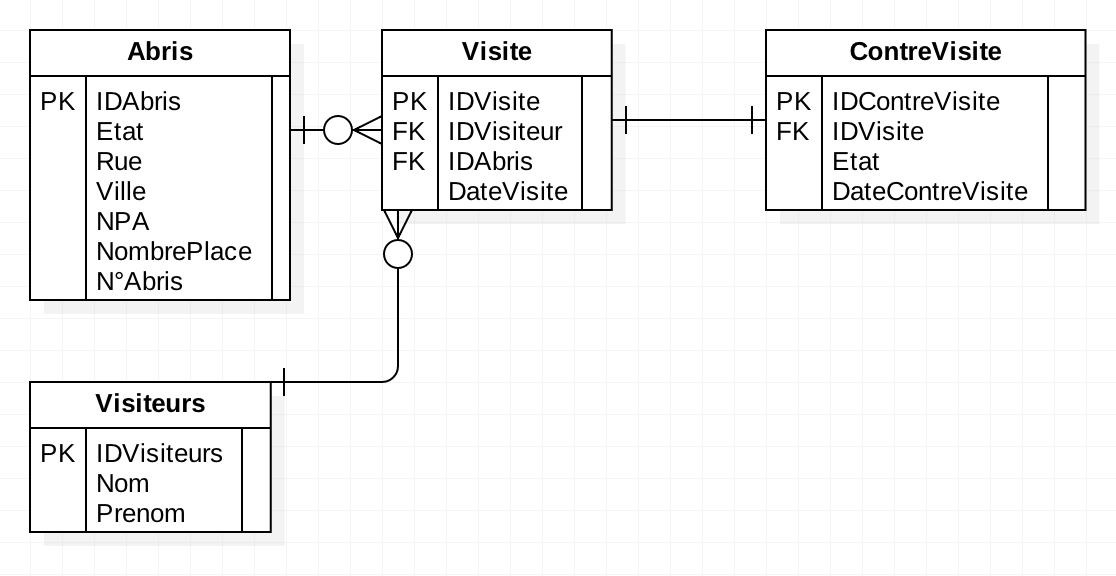 Abris
PK IDAbris
Etat
Rue
Ville
NPA
NombrePlace
N°Abris
Visite
PK IDVisite
FK IDVisiteur
FK IDAbris
DateVisite
ContreVisite
PK IDContreVisite
FK IDVisite
Etat
DateContreVisite
Visiteurs
PK IDVisiteurs
Nom
Prenom